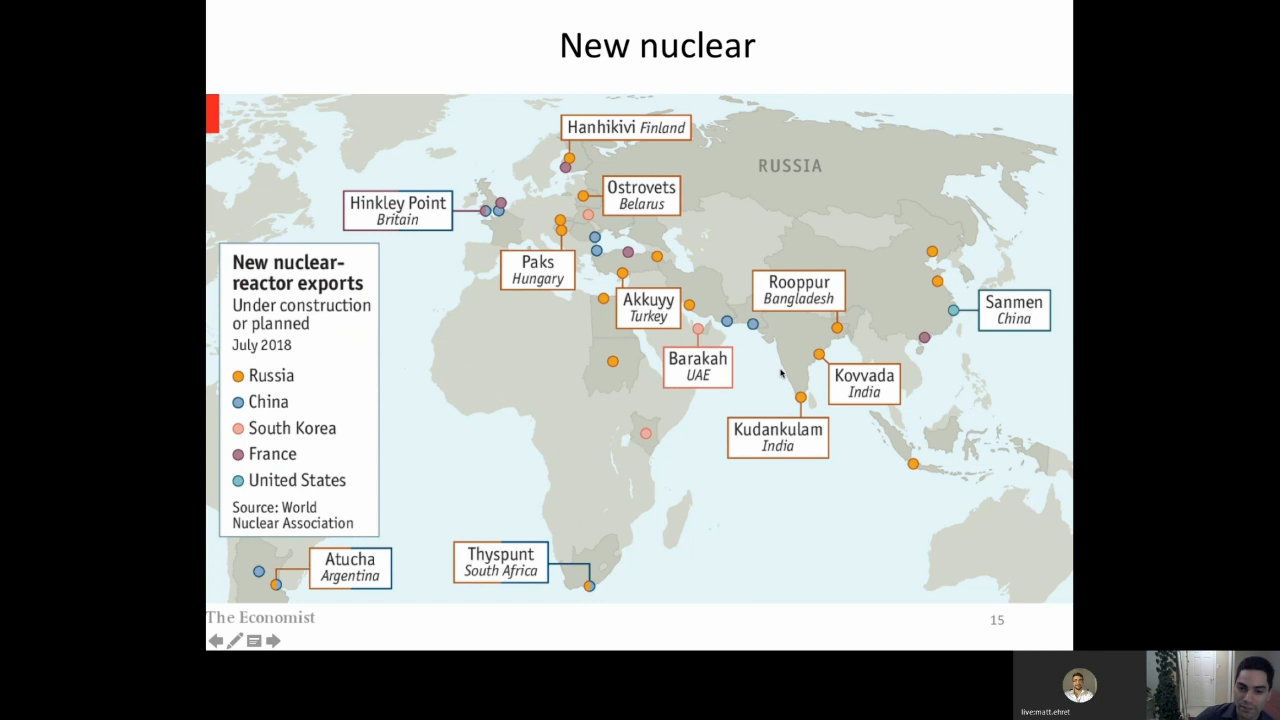 New nuclear
Hanhikivi Finland
RUSSIA
Ostrovets
Belarus
Hinkley Point
Britain
Paks
Hungary
Akkuyu
Turkey
Rooppur
Bangladesh
Sanmen
China
Barakah
UAE
Kovvada
India
Kudankulam
India
New nuclear-
reactor exports
Under construction
or planned
July 2018
Russia
China
South Korea
France
United States
Source: World
Nuclear Association
Atucha
Argentina
Thyspunt
South Africa
The Economist
15
live:matt.ehret